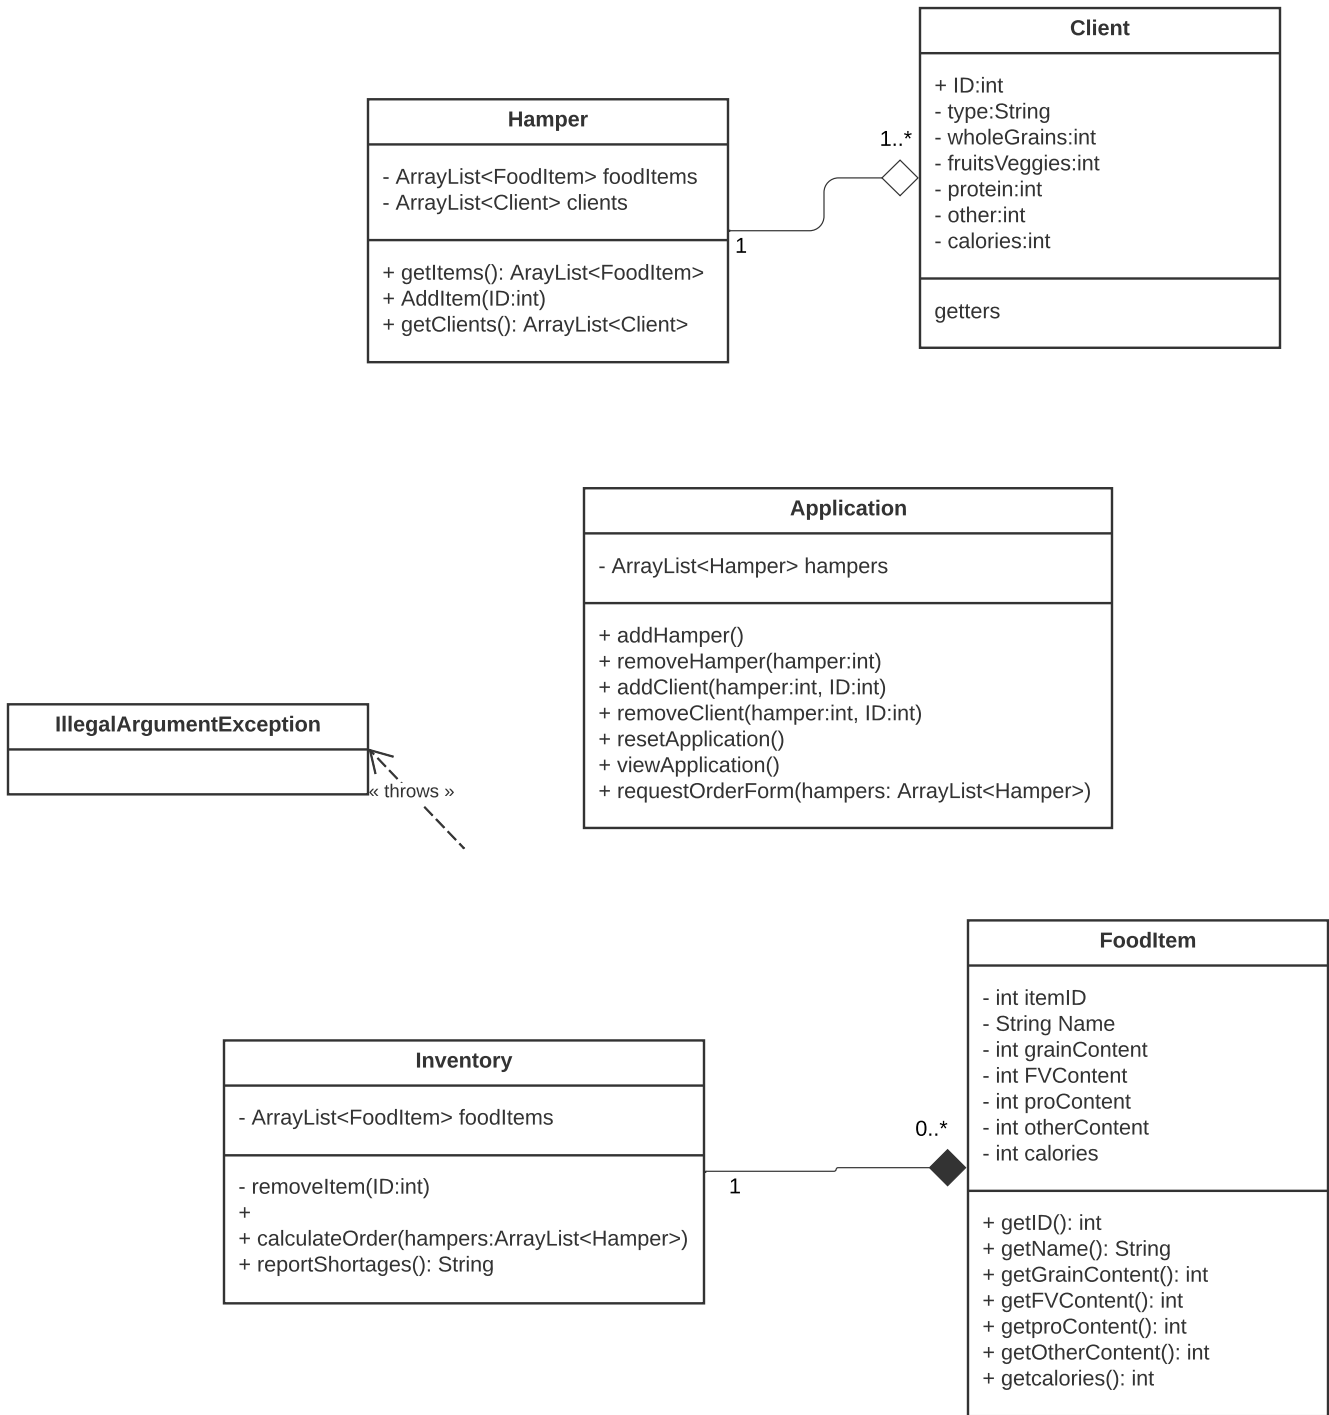 Client
+ ID:int
- type:String
- wholeGrains:int
- fruitsVeggies:int
- protein:int
- other:int
- calories:int
getters
1..*
Hamper
- ArrayList<FoodItem> foodItems
- ArrayList<Client> clients
+ getItems(): ArayList<FoodItem>
+ AddItem(ID:int)
+ getClients(): ArrayList<Client>
1
Application
- ArrayList<Hamper> hampers
+ addHamper()
+ removeHamper(hamper:int)
+ addClient(hamper:int, ID:int)
+ removeClient(hamper:int, ID:int)
+ resetApplication()
+ viewApplication()
+ requestOrderForm(hampers: ArrayList<Hamper>)
IllegalArgumentException
« throws »
Inventory
- ArrayList<FoodItem> foodItems
- removeItem(ID:int)
+
+ calculateOrder(hampers:ArrayList<Hamper>)
+ reportShortages(): String
1
0..*
FoodItem
- int itemID
- String Name
- int grainContent
- int FVContent
- int proContent
- int otherContent
- int calories
+ getID(): int
+ getName(): String
+ getGrainContent(): int
+ getFVContent(): int
+ getproContent(): int
+ getOtherContent(): int
+ getcalories(): int